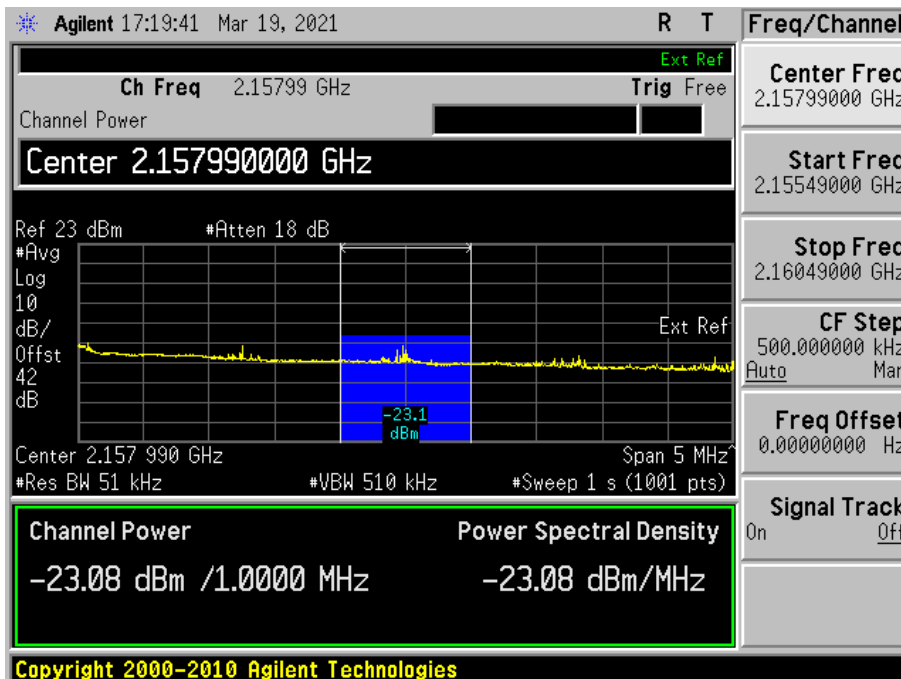 Agilent 17:19:41 Mar 19, 2021 R T
Freq/Channel
Ext Ref
Ch Freq 2.15799 GHz Trig Free
Channel Power
Center 2.157990000 GHz
Ref 23 dBm #Atten 18 dB
#Avg
Log
10
dB/
Offst
42
dB
Ext Ref
-23.1
dBm
Center 2.157 990 GHz Span 5 MHz^
#Res BW 51 kHz #VBW 510 kHz #Sweep 1 s (1001 pts)
Channel Power Power Spectral Density
-23.08 dBm /1.0000 MHz -23.08 dBm/MHz
Center Freq
2.15799000 GHz
Start Freq
2.15549000 GHz
Stop Freq
2.16049000 GHz
CF Step
500.000000 kHz
Auto Man
Freq Offset
0.00000000 Hz
Signal Track
On Off
Copyright 2000-2010 Agilent Technologies